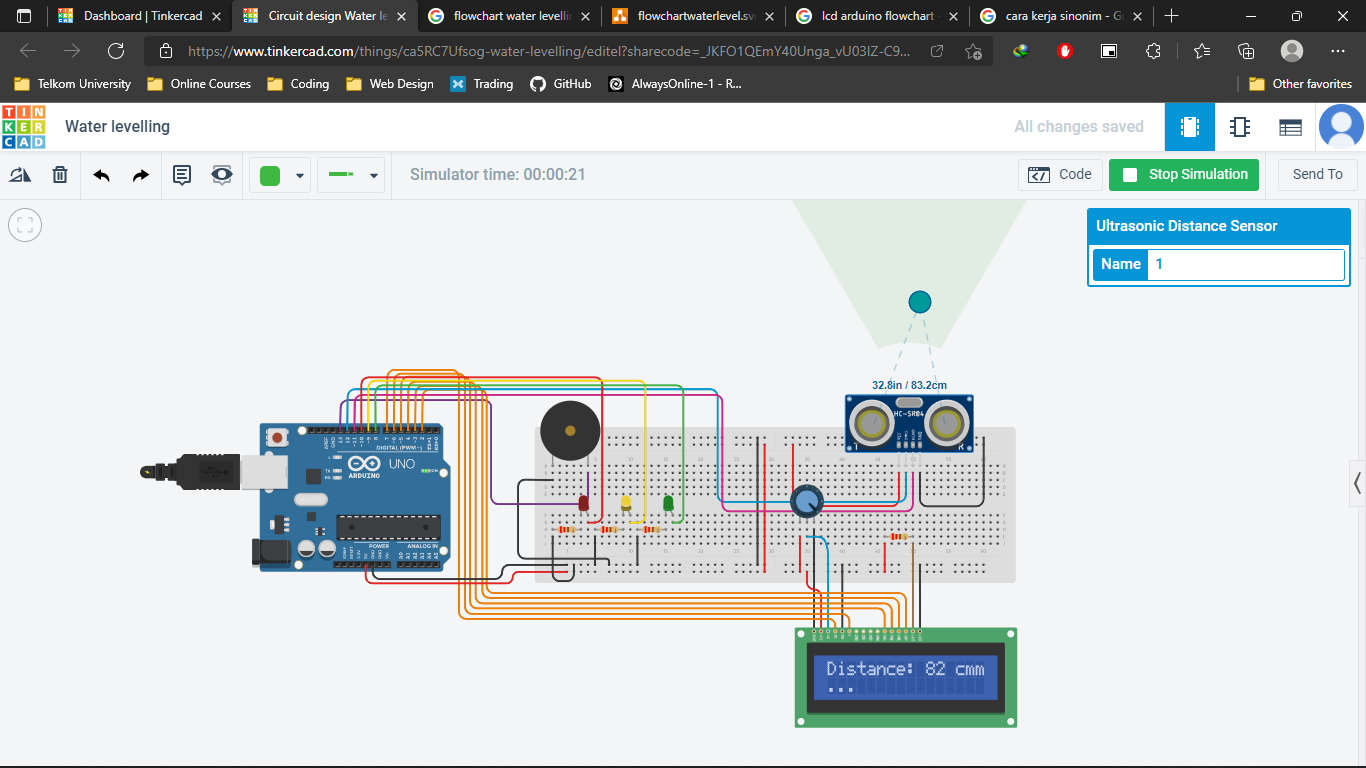 Dashboard | Tinkercad
Circuit design Water le
flowchart water levellin
flowchartwaterlevel.sv
lcd arduino flowchart -
cara kerja sinonim - G
https://www.tinkercad.com/things/ca5RC7Ufsog-water-levelling/editel?sharecode=_JKFO1QEmY40Unga_vU03IZ-C9...
Telkom University
Online Courses
Coding
Web Design
Trading
GitHub
AlwaysOnline-1 - R...
Other favorites
TIN
KER
CAD
Water levelling
All changes saved
Simulator time: 00:00:21
Code
Stop Simulation
Send To
Ultrasonic Distance Sensor
Name 1
32.8in / 83.2cm
HC-SR04
T R
DIGITAL (PWM~)
UNO
ARDUINO
POWER ANALOG IN
Distance: 82 cmm
...